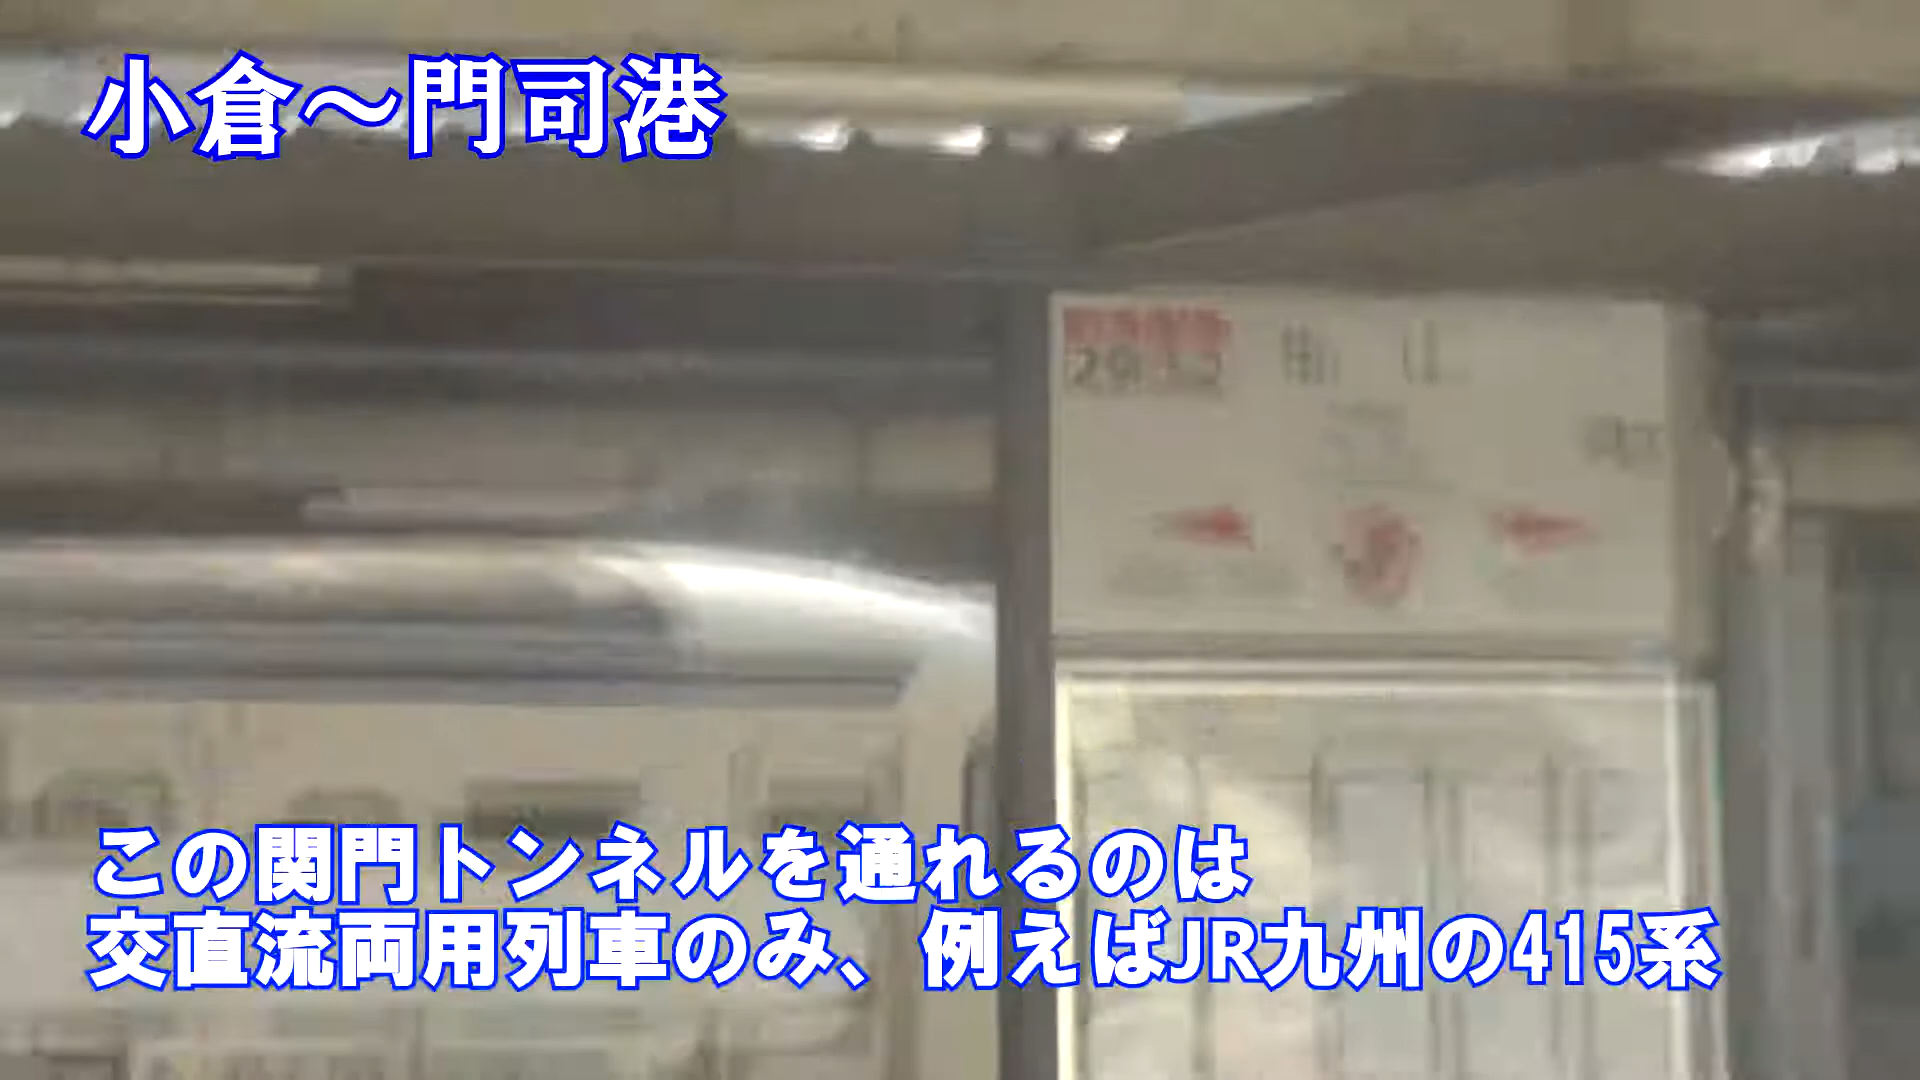 小倉～門司港
この関門トンネルを通れるのは
交直流両用列車のみ、例えばJR九州の415系